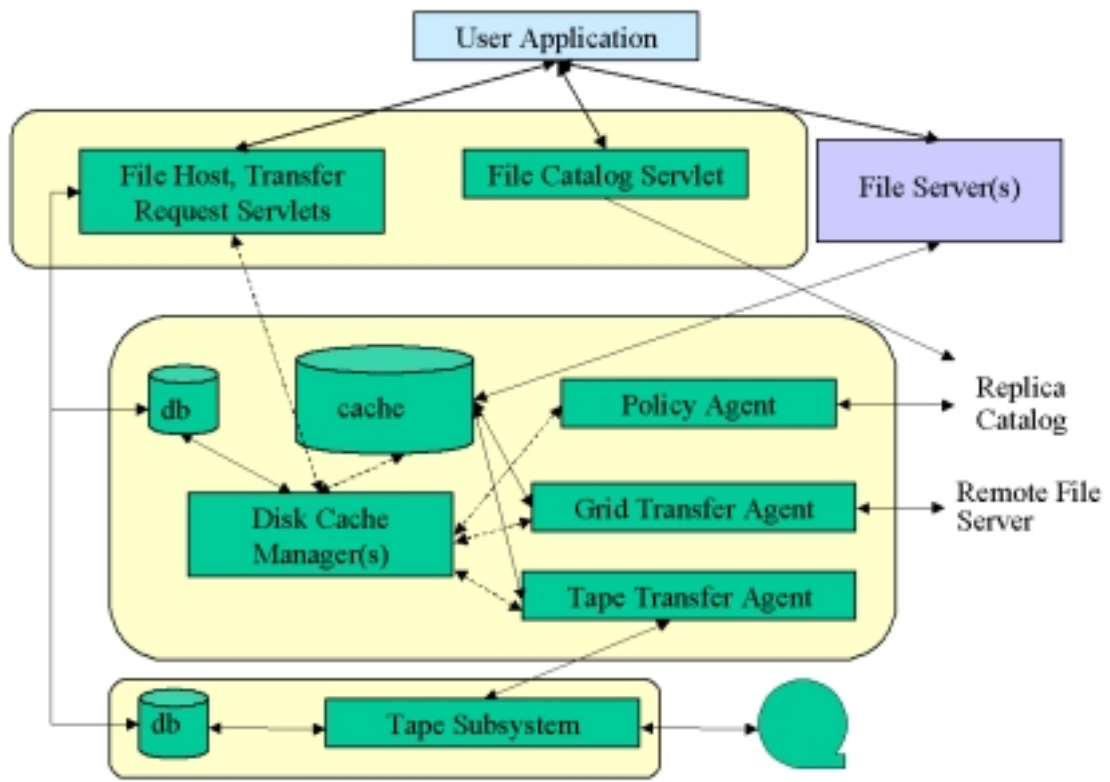 User Application
File Host, Transfer
Request Servlets
File Catalog Servlet
File Server(s)
db
cache
Policy Agent
Replica
Catalog
Disk Cache
Manager(s)
Grid Transfer Agent
Remote File
Server
Tape Transfer Agent
db
Tape Subsystem